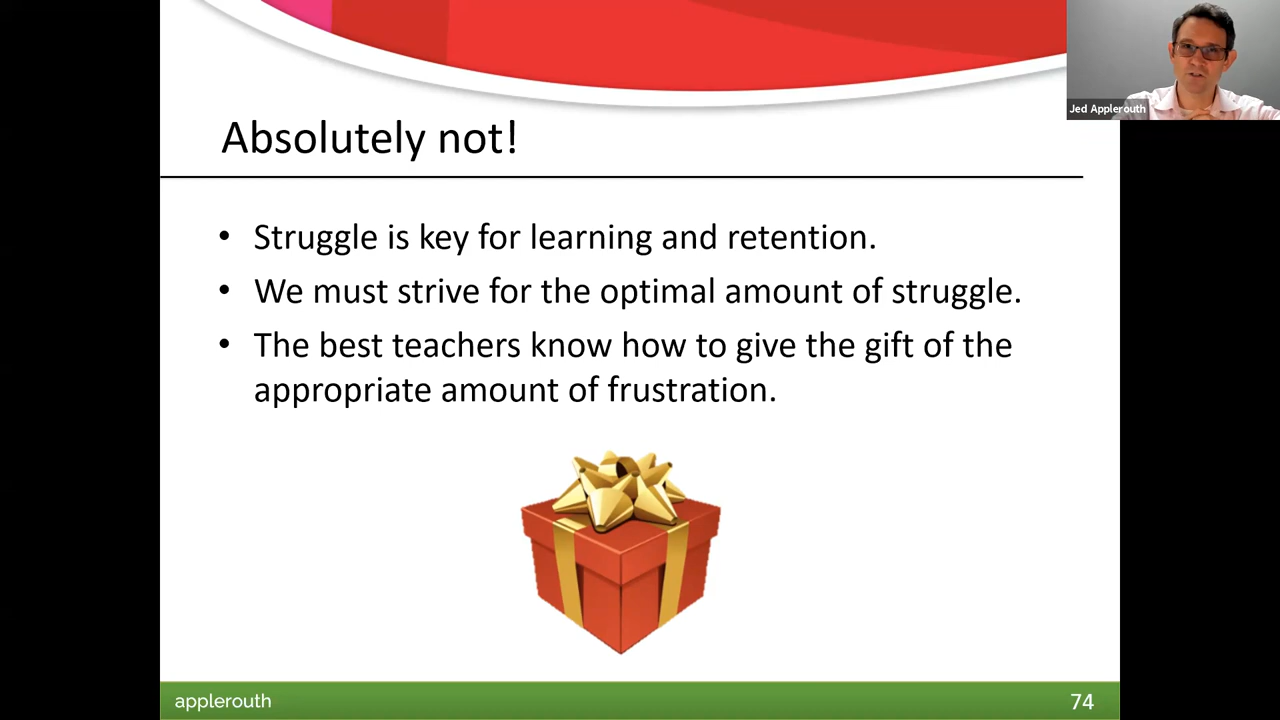 Jed Applerouth
Absolutely not!
• Struggle is key for learning and retention.
• We must strive for the optimal amount of struggle.
• The best teachers know how to give the gift of the
appropriate amount of frustration.
applerouth
74